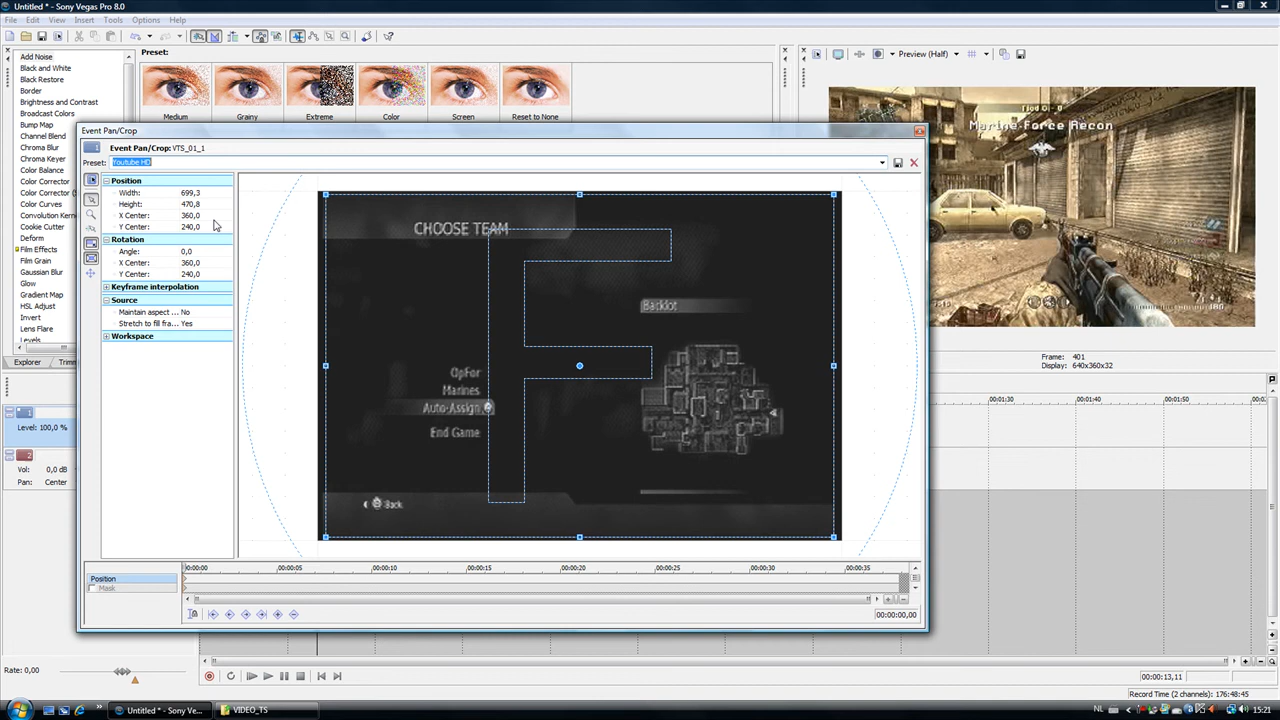 Untitled * - Sony Vegas Pro 8.0
File Edit View Insert Tools Options Help
Add Noise
Black and White
Black Restore
Border
Brightness and Contrast
Broadcast Colors
Bump Map
Channel Blend
Chroma Blur
Chroma Keyer
Color Balance
Color Corrector
Color Corrector (
Color Curves
Convolution Kern
Cookie Cutter
Deform
Film Effects
Film Grain
Gaussian Blur
Glow
Gradient Map
HSL Adjust
Invert
Lens Flare
Levels
Explorer Trimm
Preset:
Medium Grainy Extreme Color Screen Reset to None
Preview (Half)
Marine Force Recon
Frame: 401
Display: 640x360x32
Event Pan/Crop
Event Pan/Crop: VTS_01_1
Preset: Youtube HD
Position
Width: 699,3
Height: 470,8
X Center: 360,0
Y Center: 240,0
Rotation
Angle: 0,0
X Center: 360,0
Y Center: 240,0
Keyframe interpolation
Source
Maintain aspect ... No
Stretch to fill fra... Yes
Workspace
CHOOSE TEAM
Backlot
OpFor
Marines
Auto-Assign
End Game
Back
F
00:00:00 00:00:05 00:00:10 00:00:15 00:00:20 00:00:25 00:00:30 00:00:35
Position
Mask
00:00:00,00
1
Level: 100,0 %
2
Vol: 0,0 dB
Pan: Center
00:01:30 00:01:40 00:01:50
Rate: 0,00
00:00:13,11
Record Time (2 channels): 176:48:45
Untitled * - Sony Ve... VIDEO_TS
NL 15:21